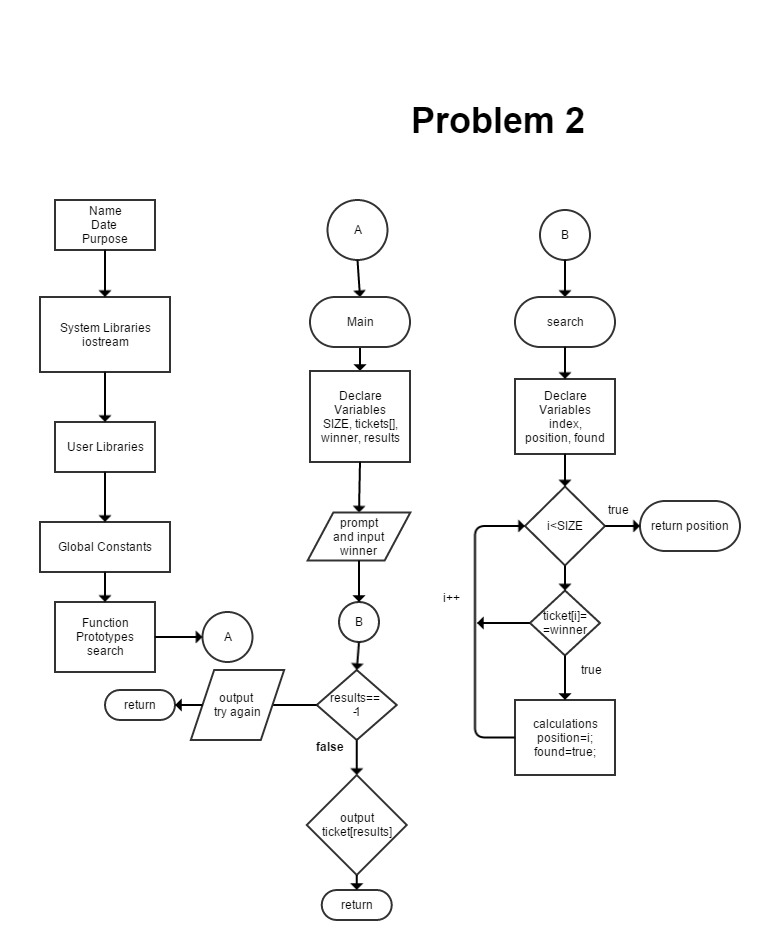 Problem 2
Name
Date
Purpose
System Libraries
iostream
User Libraries
Global Constants
Function
Prototypes
search
A
A
Main
Declare
Variables
SIZE, tickets[],
winner, results
prompt
and input
winner
B
results==
-1
output
try again
return
false
output
ticket[results]
return
B
search
Declare
Variables
index,
position, found
i<SIZE
true
return position
i++
ticket[i]=
=winner
true
calculations
position=i;
found=true;